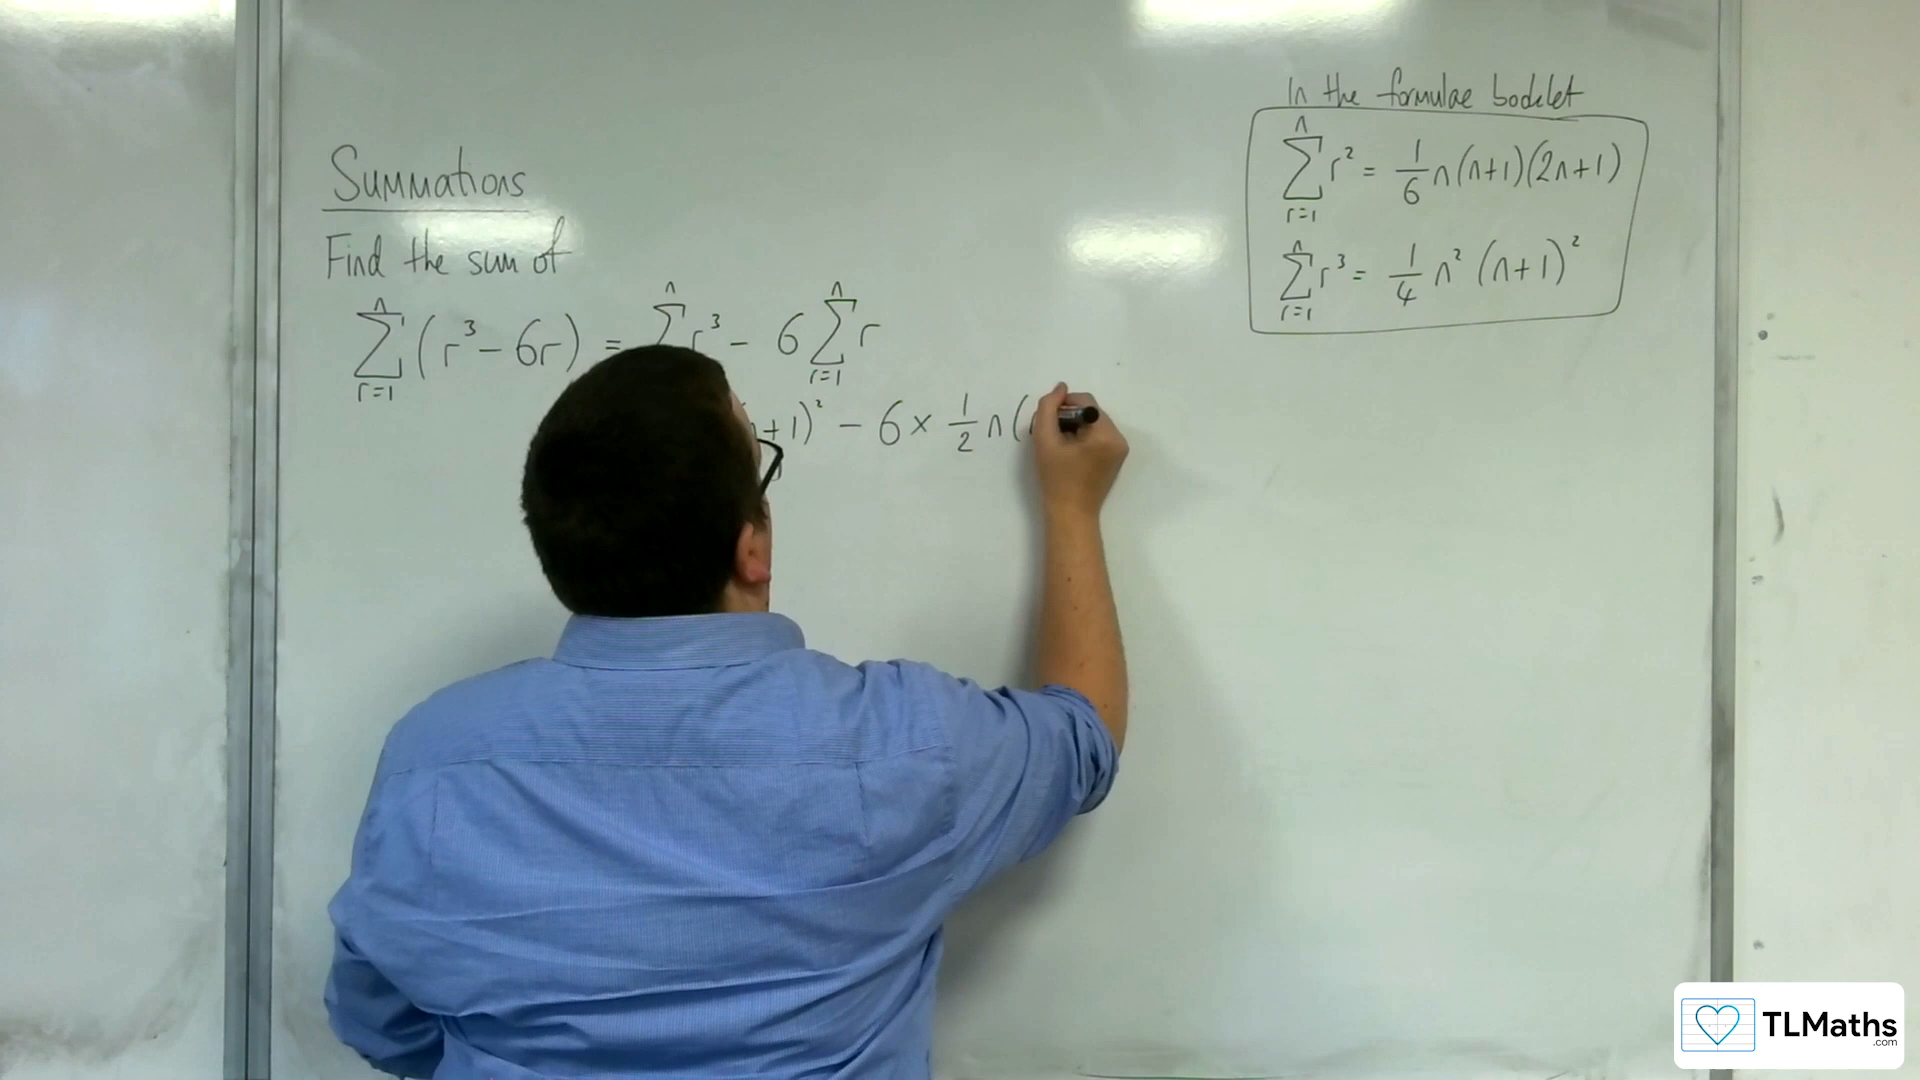 Summations
Find the sum of
n∑r=1 (r³ − 6r) = n∑ r³ − 6 n∑r=1 r
+ 1)² − 6 × 1/2 n(
In the formulae booklet
n∑r=1 r² = 1/6 n(n+1)(2n+1)
n∑r=1 r³ = 1/4 n² (n+1)²
TLMaths
.com